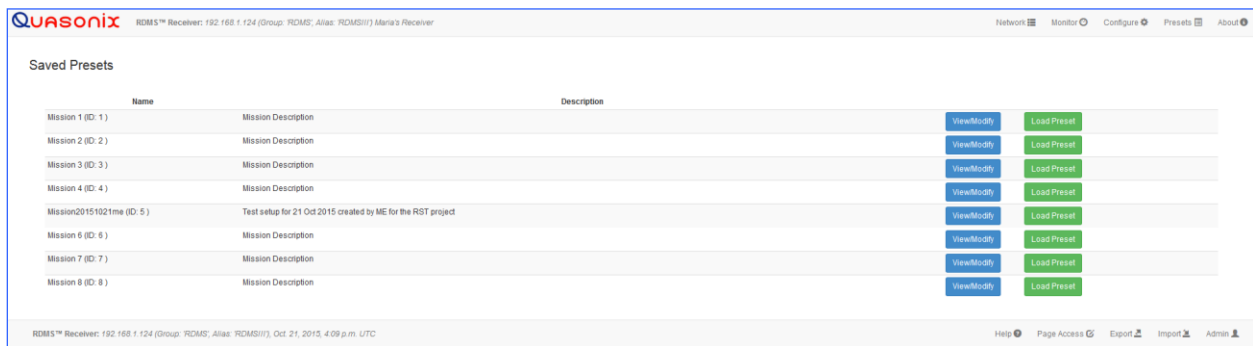 QUASONIX RDMS™ Receiver: 192.168.1.124 (Group: 'RDMS', Alias: 'RDMSIII') Maria's Receiver Network Monitor Configure Presets About
Saved Presets
Name Description
Mission 1 (ID: 1 ) Mission Description View/Modify Load Preset
Mission 2 (ID: 2 ) Mission Description View/Modify Load Preset
Mission 3 (ID: 3 ) Mission Description View/Modify Load Preset
Mission 4 (ID: 4 ) Mission Description View/Modify Load Preset
Mission20151021me (ID: 5 ) Test setup for 21 Oct 2015 created by ME for the RST project View/Modify Load Preset
Mission 6 (ID: 6 ) Mission Description View/Modify Load Preset
Mission 7 (ID: 7 ) Mission Description View/Modify Load Preset
Mission 8 (ID: 8 ) Mission Description View/Modify Load Preset
RDMS™ Receiver: 192.168.1.124 (Group: 'RDMS', Alias: 'RDMSIII'), Oct. 21, 2015, 4:09 p.m. UTC Help Page Access Export Import Admin